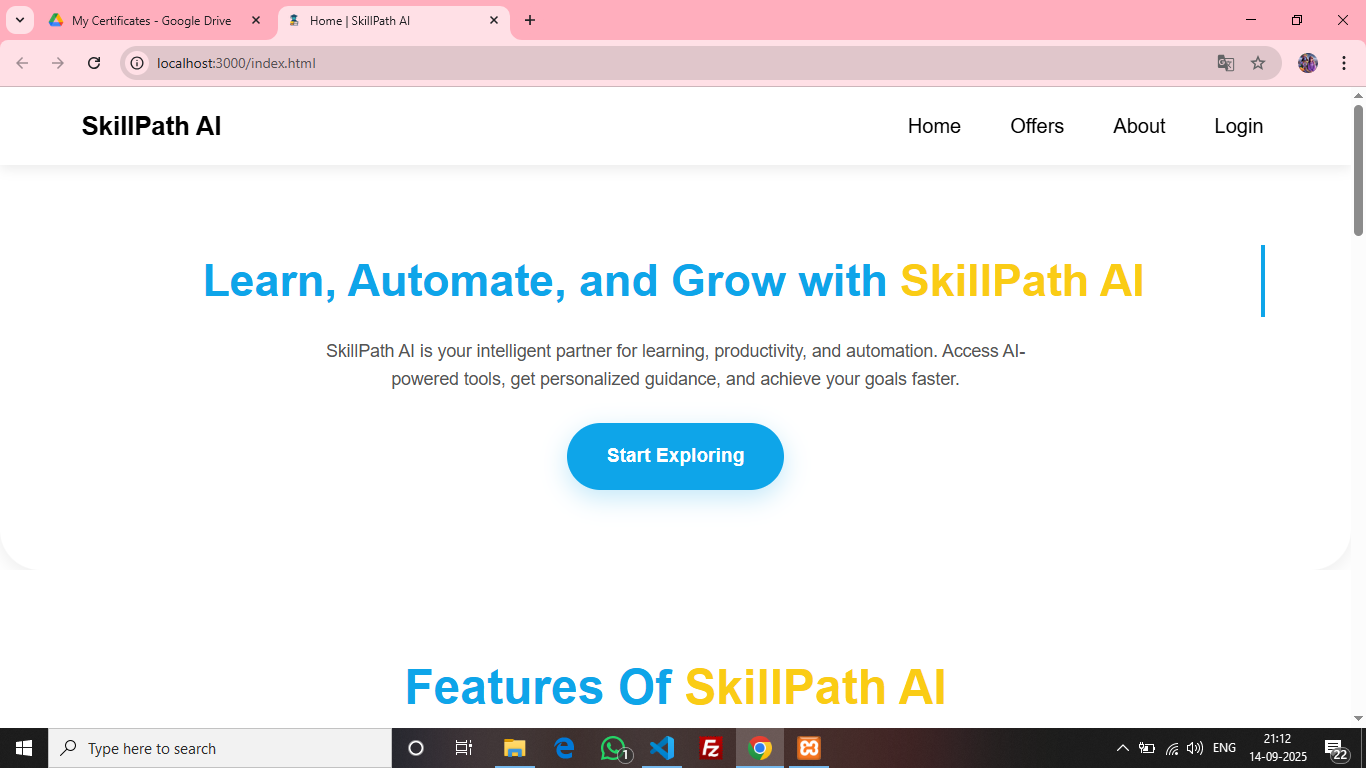 My Certificates - Google Drive
Home | SkillPath AI
localhost:3000/index.html
SkillPath AI
Home
Offers
About
Login
Learn, Automate, and Grow with SkillPath AI
SkillPath AI is your intelligent partner for learning, productivity, and automation. Access AI-
powered tools, get personalized guidance, and achieve your goals faster.
Start Exploring
Features Of SkillPath AI
Type here to search
1
Fz
ENG
21:12
14-09-2025
22